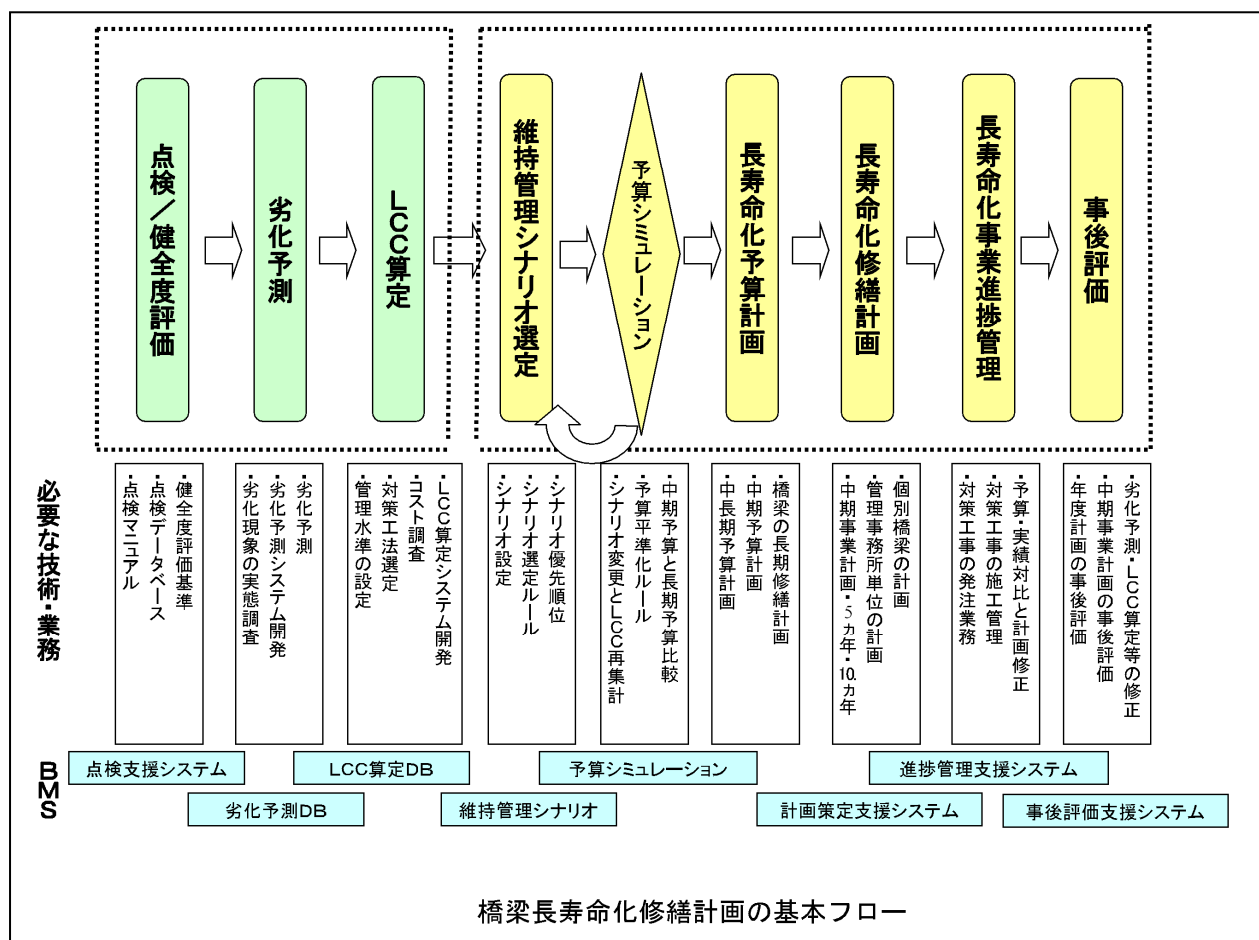 点検／健全度評価
劣化予測
LCC算定
維持管理シナリオ選定
予算シミュレーション
長寿命化予算計画
長寿命化修繕計画
長寿命化事業進捗管理
事後評価
必要な技術・業務
・健全度評価基準
・点検データベース
・点検マニュアル
・劣化予測
・劣化予測システム開発
・劣化現象の実態調査
・LCC算定システム開発
・コスト調査
・対策工法選定
・管理水準の設定
・シナリオ優先順位
・シナリオ選定ルール
・シナリオ設定
・中期予算と長期予算比較
・予算平準化ルール
・シナリオ変更とLCC再集計
・橋梁の長期修繕計画
・中期予算計画
・中長期予算計画
・個別橋梁の計画
・管理事務所単位の計画
・中期事業計画・5ヵ年・10ヵ年
・予算・実績対比と計画修正
・対策工事の施工管理
・対策工事の発注業務
・劣化予測・LCC算定等の修正
・中期事業計画の事後評価
・年度計画の事後評価
BMS
点検支援システム
LCC算定DB
予算シミュレーション
進捗管理支援システム
劣化予測DB
維持管理シナリオ
計画策定支援システム
事後評価支援システム
橋梁長寿命化修繕計画の基本フロー